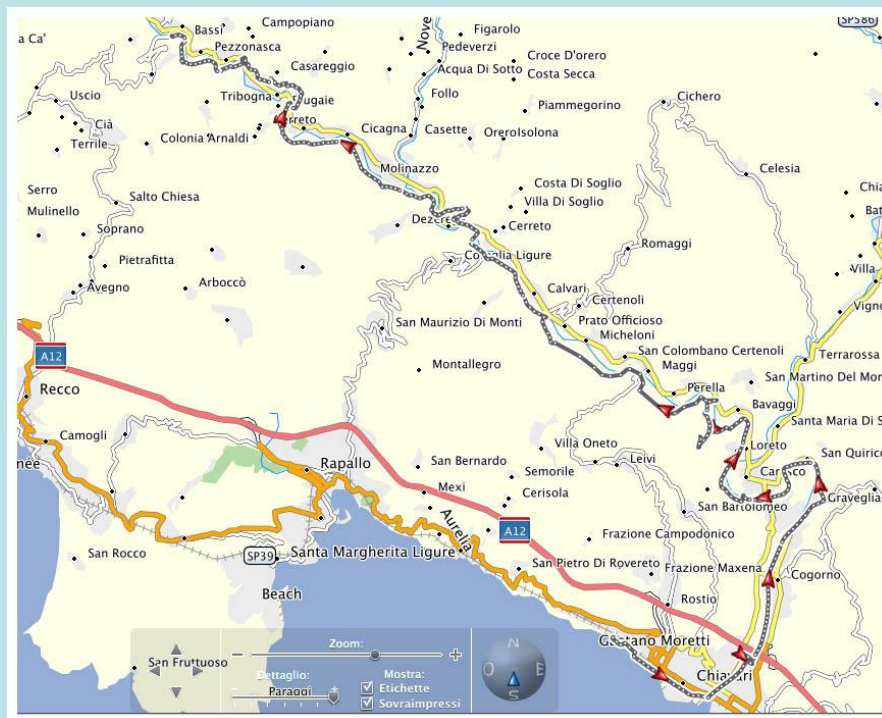 SP586
Bassi
Campopiano
Figarolo
Pezzonasca
Pedeverzi
Croce D'orero
Casareggio
Acqua Di Sotto
Costa Secca
Uscio
Tribogna
Follo
Piammegorino
Cichero
Cià
Colonia Arnaldi
Cicagna
Casette
Terrile
Molinazzo
Celesia
Serro
Salto Chiesa
Costa Di Soglio
Mulinello
Villa Di Soglio
Soprano
Cerreto
Pietrafitta
Romaggi
Avegno
Arboccò
Calvari
Villa
Certenoli
San Maurizio Di Monti
Prato Officioso
Micheloni
A12
San Colombano Certenoli
Terrarossa
Montallegro
Maggi
Recco
Perella
San Martino Del Mon
Bavaggi
Camogli
Santa Maria Di S
Villa Oneto
Loreto
Rapallo
San Bernardo
Leivi
San Quirico
Semorile
Mexi
Cerisola
San Bartolomeo
Graveglia
Aurelia
A12
Frazione Campodonico
San Rocco
SP39
Santa Margherita Ligure
San Pietro Di Rovereto
Frazione Maxena
Cogorno
Beach
Rostio
Gaetano Moretti
Zoom:
N
San Fruttuoso
O
E
Dettaglio:
Mostra:
Chiavari
Paraggi
Etichette
S
Sovraimpressi